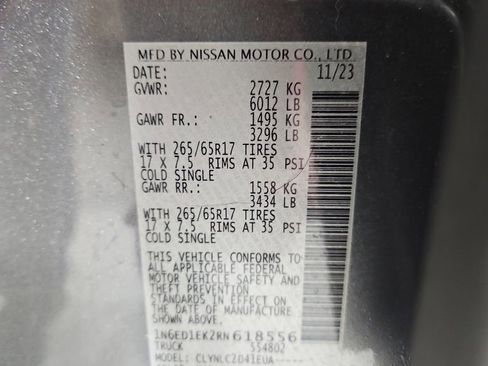 MFD BY NISSAN MOTOR CO., LTD.
DATE: 11/23
GVWR: 2727 KG
6012 LB
GAWR FR.: 1495 KG
3296 LB
WITH 265/65R17 TIRES
17 X 7.5 RIMS AT 35 PSI
COLD SINGLE
GAWR RR.: 1558 KG
3434 LB
WITH 265/65R17 TIRES
17 X 7.5 RIMS AT 35 PSI
COLD SINGLE
THIS VEHICLE CONFORMS TO
ALL APPLICABLE FEDERAL
MOTOR VEHICLE SAFETY AND
THEFT PREVENTION
STANDARDS IN EFFECT ON
THE DATE OF MFR. SHOWN
ABOVE.
1N6ED1EK2RN618556
TRUCK 554802
MODEL: CLYNLC2D41EUA-----